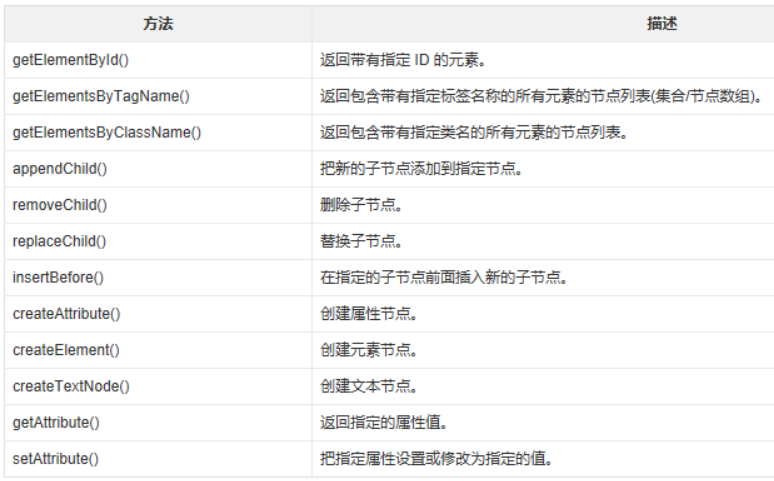 方法 描述
getElementById() 返回带有指定 ID 的元素。
getElementsByTagName() 返回包含带有指定标签名称的所有元素的节点列表(集合/节点数组)。
getElementsByClassName() 返回包含带有指定类名的所有元素的节点列表。
appendChild() 把新的子节点添加到指定节点。
removeChild() 删除子节点。
replaceChild() 替换子节点。
insertBefore() 在指定的子节点前面插入新的子节点。
createAttribute() 创建属性节点。
createElement() 创建元素节点。
createTextNode() 创建文本节点。
getAttribute() 返回指定的属性值。
setAttribute() 把指定属性设置或修改为指定的值。